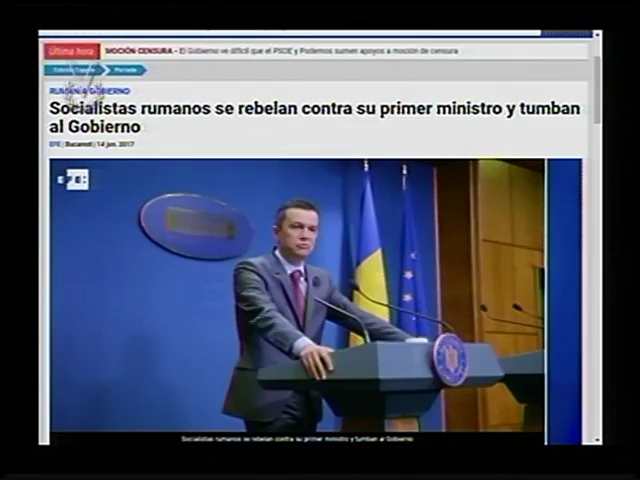 Última hora MOCIÓN CENSURA - El Gobierno ve difícil que el PSOE y Podemos sumen apoyos a moción de censura
Portada
RUMANÍA GOBIERNO
Socialistas rumanos se rebelan contra su primer ministro y tumban
al Gobierno
EFE | Bucarest | 14 jun. 2017
EFE:
Socialistas rumanos se rebelan contra su primer ministro y tumban al Gobierno